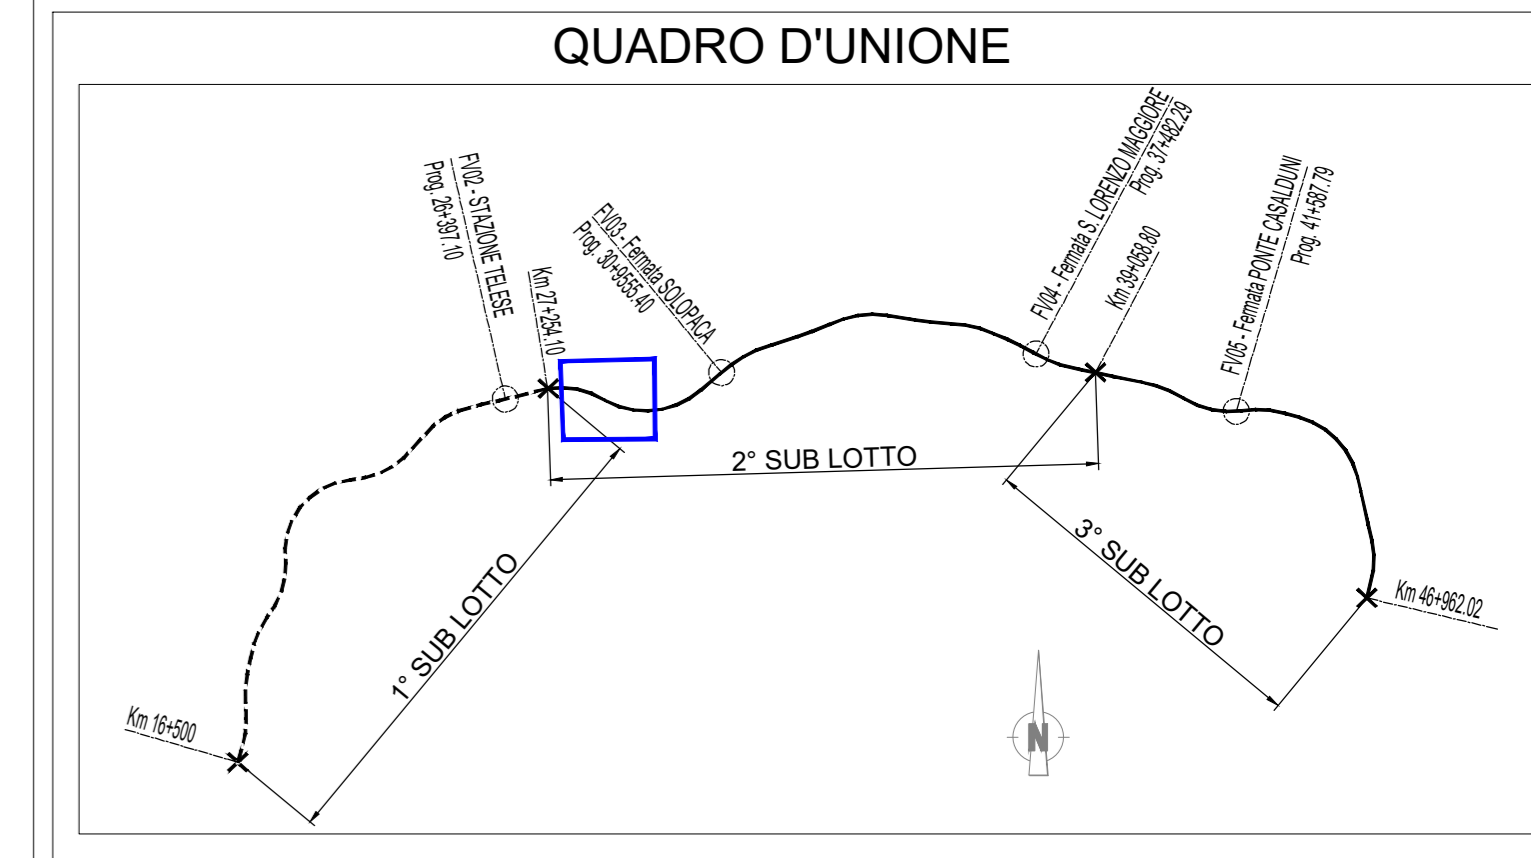 QUADRO D'UNIONE
FV02 - STAZIONE TELESE
Prog. 26+397.10
Km 27+254.10
FV03 - Fermata SOLOPACA
Prog. 30+9555.40
FV04 - Fermata S. LORENZO MAGGIORE
Prog. 37+482.29
Km 39+058.80
FV05 - Fermata PONTE CASALDUNI
Prog. 41+587.79
2° SUB LOTTO
1° SUB LOTTO
3° SUB LOTTO
Km 46+962.02
Km 16+500
N